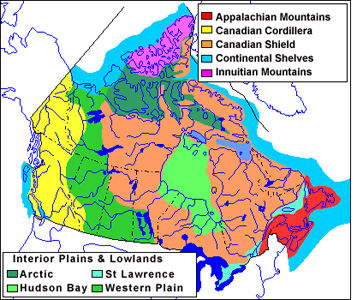 Appalachian Mountains
Canadian Cordillera
Canadian Shield
Continental Shelves
Innuitian Mountains
Interior Plains & Lowlands
Arctic
St Lawrence
Hudson Bay
Western Plain